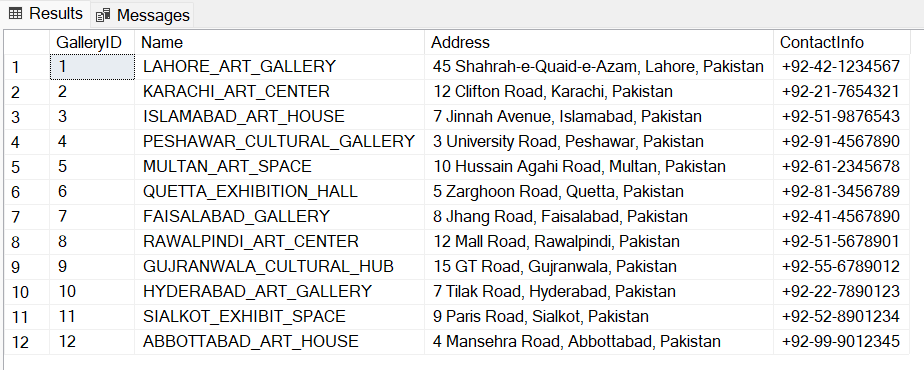 Results Messages
GalleryID Name Address ContactInfo
1 1 LAHORE_ART_GALLERY 45 Shahrah-e-Quaid-e-Azam, Lahore, Pakistan +92-42-1234567
2 2 KARACHI_ART_CENTER 12 Clifton Road, Karachi, Pakistan +92-21-7654321
3 3 ISLAMABAD_ART_HOUSE 7 Jinnah Avenue, Islamabad, Pakistan +92-51-9876543
4 4 PESHAWAR_CULTURAL_GALLERY 3 University Road, Peshawar, Pakistan +92-91-4567890
5 5 MULTAN_ART_SPACE 10 Hussain Agahi Road, Multan, Pakistan +92-61-2345678
6 6 QUETTA_EXHIBITION_HALL 5 Zarghoon Road, Quetta, Pakistan +92-81-3456789
7 7 FAISALABAD_GALLERY 8 Jhang Road, Faisalabad, Pakistan +92-41-4567890
8 8 RAWALPINDI_ART_CENTER 12 Mall Road, Rawalpindi, Pakistan +92-51-5678901
9 9 GUJRANWALA_CULTURAL_HUB 15 GT Road, Gujranwala, Pakistan +92-55-6789012
10 10 HYDERABAD_ART_GALLERY 7 Tilak Road, Hyderabad, Pakistan +92-22-7890123
11 11 SIALKOT_EXHIBIT_SPACE 9 Paris Road, Sialkot, Pakistan +92-52-8901234
12 12 ABBOTTABAD_ART_HOUSE 4 Mansehra Road, Abbottabad, Pakistan +92-99-9012345